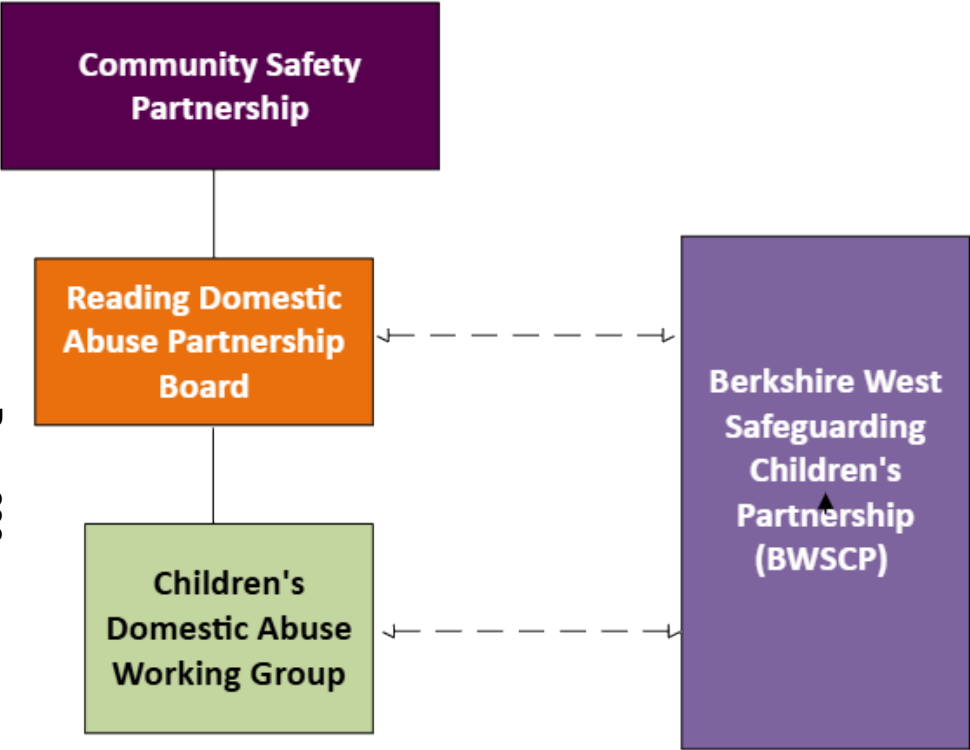 Community Safety
Partnership
Reading Domestic
Abuse Partnership
Board
Berkshire West
Safeguarding
Children's
Partnership
(BWSCP)
Children's
Domestic Abuse
Working Group